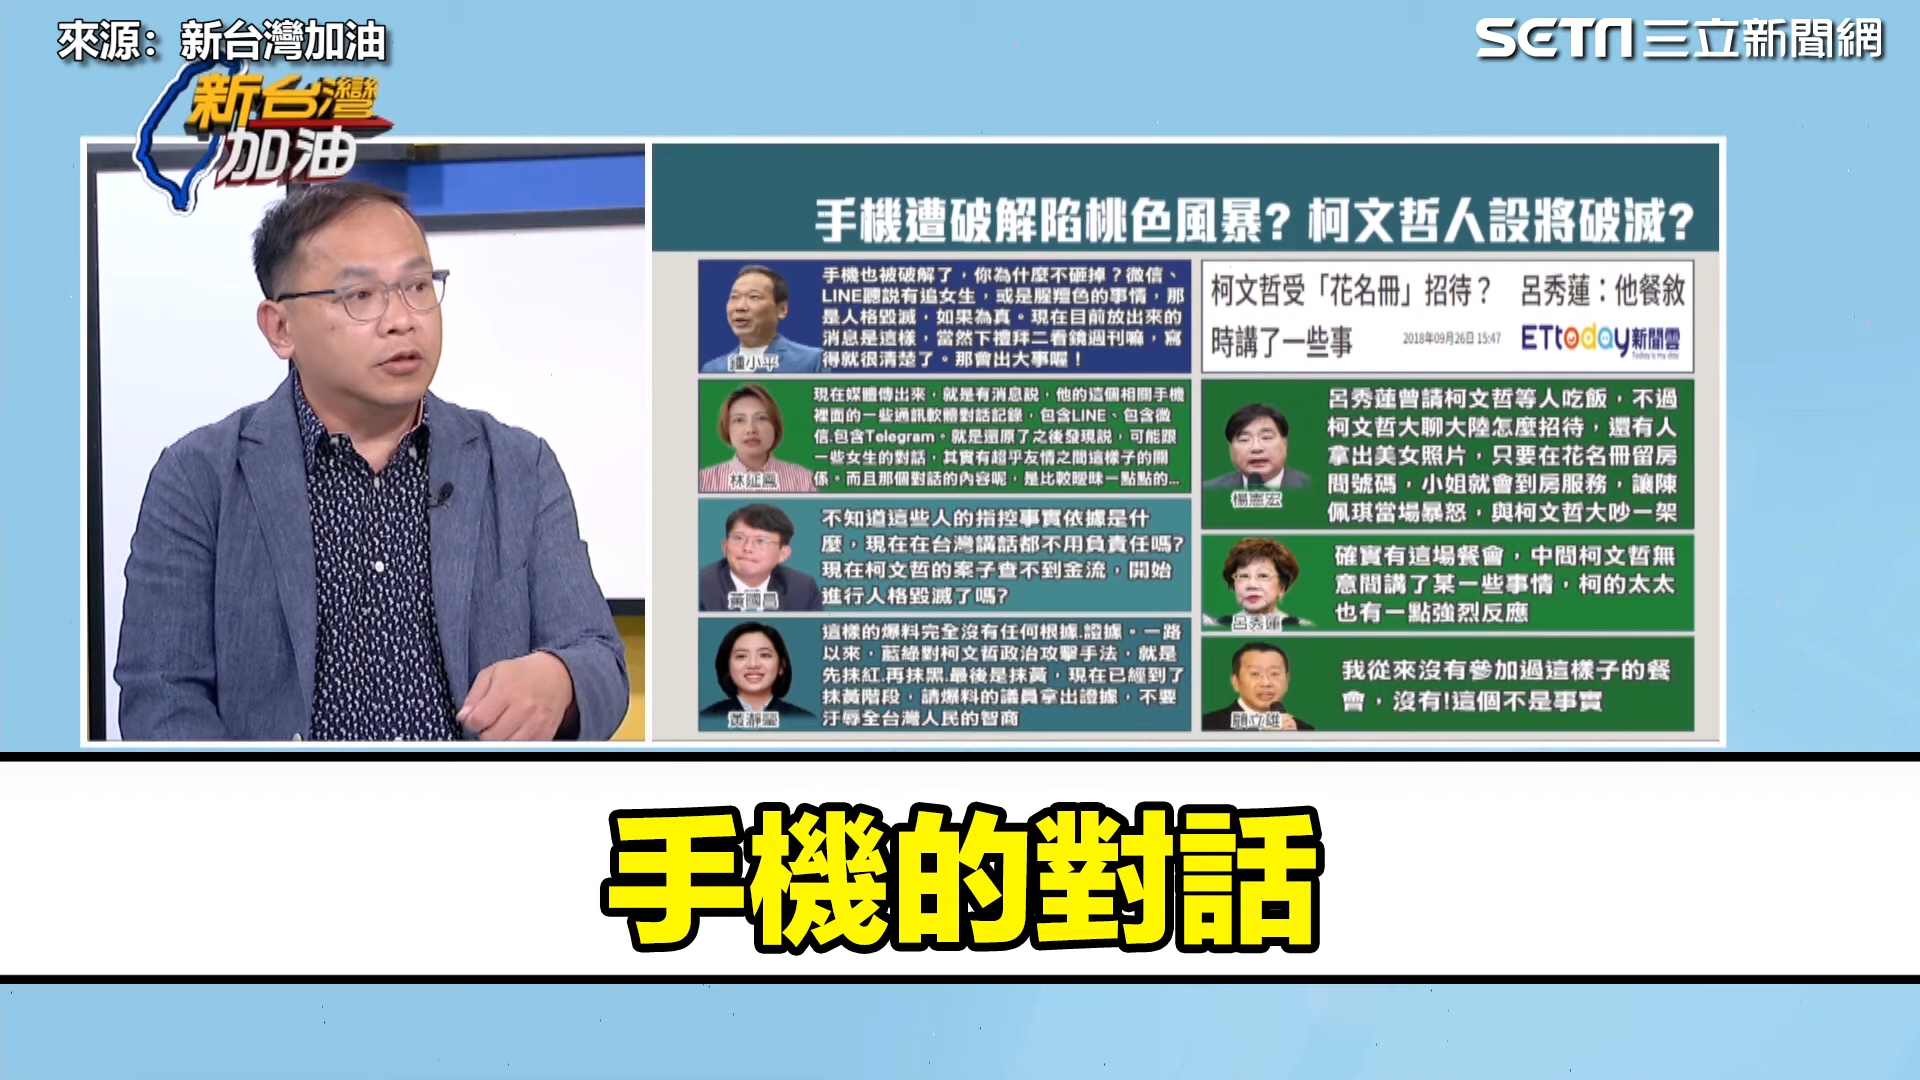 來源：新台灣加油
SETN三立新聞網
新台灣
加油
手機遭破解陷桃色風暴? 柯文哲人設將破滅?
手機也被破解了，你為什麼不砸掉？微信、
LINE聽說有追女生，或是腥羶色的事情，那
是人格毀滅，如果為真。現在目前放出來的
消息是這樣，當然下禮拜二看鏡週刊嘛，寫
得就很清楚了。那會出大事喔！
鍾小平
現在媒體傳出來，就是有消息說，他的這個相關手機
裡面的一些通訊軟體對話記錄，包含LINE、包含微
信.包含Telegram。就是還原了之後發現說，可能跟
一些女生的對話，其實有超乎友情之間這樣子的關
係。而且那個對話的內容呢，是比較曖昧一點點的...
林延鳳
不知道這些人的指控事實依據是什
麼，現在在台灣講話都不用負責任嗎?
現在柯文哲的案子查不到金流，開始
進行人格毀滅了嗎?
黃國昌
這樣的爆料完全沒有任何根據.證據。一路
以來，藍綠對柯文哲政治攻擊手法，就是
先抹紅.再抹黑.最後是抹黃，現在已經到了
抹黃階段，請爆料的議員拿出證據，不要
汙辱全台灣人民的智商
黃瀞瑩
柯文哲受「花名冊」招待？ 呂秀蓮：他餐敘
時講了一些事
2018年09月26日 15:47
ETtoday新聞雲
呂秀蓮曾請柯文哲等人吃飯，不過
柯文哲大聊大陸怎麼招待，還有人
拿出美女照片，只要在花名冊留房
間號碼，小姐就會到房服務，讓陳
佩琪當場暴怒，與柯文哲大吵一架
楊憲宏
確實有這場餐會，中間柯文哲無
意間講了某一些事情，柯的太太
也有一點強烈反應
呂秀蓮
我從來沒有參加過這樣子的餐
會，沒有!這個不是事實
顧立雄
手機的對話